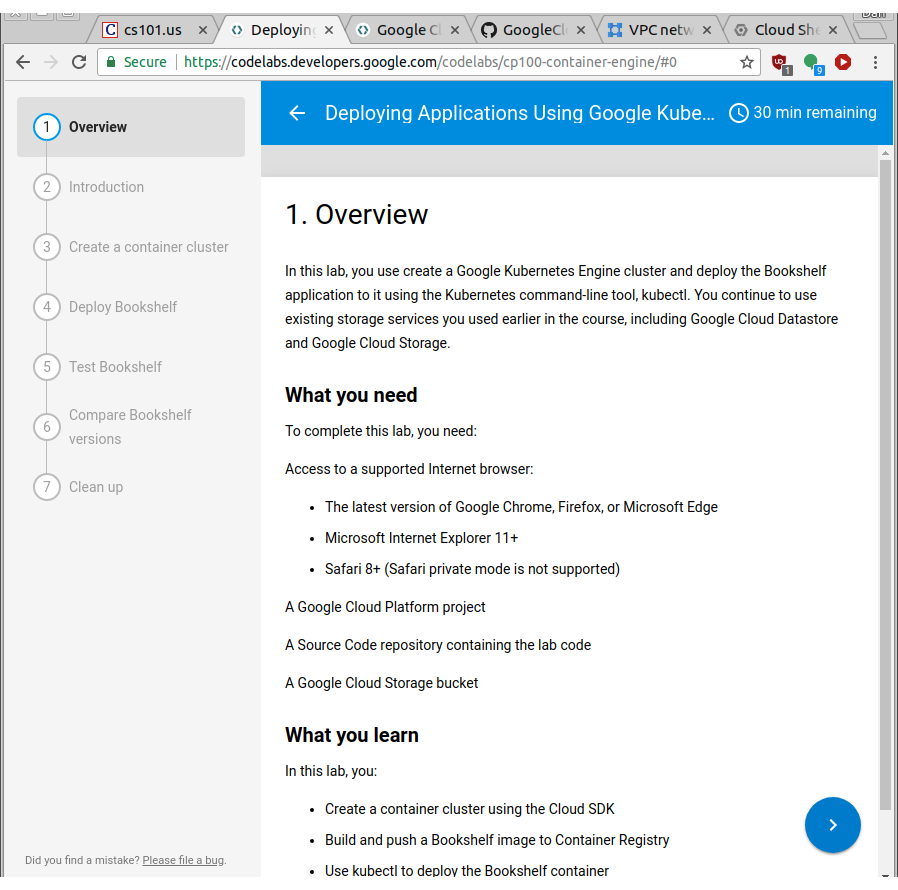 cs101.us
Deploying
Google Cl
GoogleCl
VPC netw
Cloud She
Dan
Secure
https://codelabs.developers.google.com/codelabs/cp100-container-engine/#0
1
9
1 Overview
2 Introduction
3 Create a container cluster
4 Deploy Bookshelf
5 Test Bookshelf
6 Compare Bookshelf
versions
7 Clean up
Did you find a mistake? Please file a bug.
Deploying Applications Using Google Kube...
30 min remaining
1. Overview
In this lab, you use create a Google Kubernetes Engine cluster and deploy the Bookshelf
application to it using the Kubernetes command-line tool, kubectl. You continue to use
existing storage services you used earlier in the course, including Google Cloud Datastore
and Google Cloud Storage.
What you need
To complete this lab, you need:
Access to a supported Internet browser:
• The latest version of Google Chrome, Firefox, or Microsoft Edge
• Microsoft Internet Explorer 11+
• Safari 8+ (Safari private mode is not supported)
A Google Cloud Platform project
A Source Code repository containing the lab code
A Google Cloud Storage bucket
What you learn
In this lab, you:
• Create a container cluster using the Cloud SDK
• Build and push a Bookshelf image to Container Registry
• Use kubectl to deploy the Bookshelf container